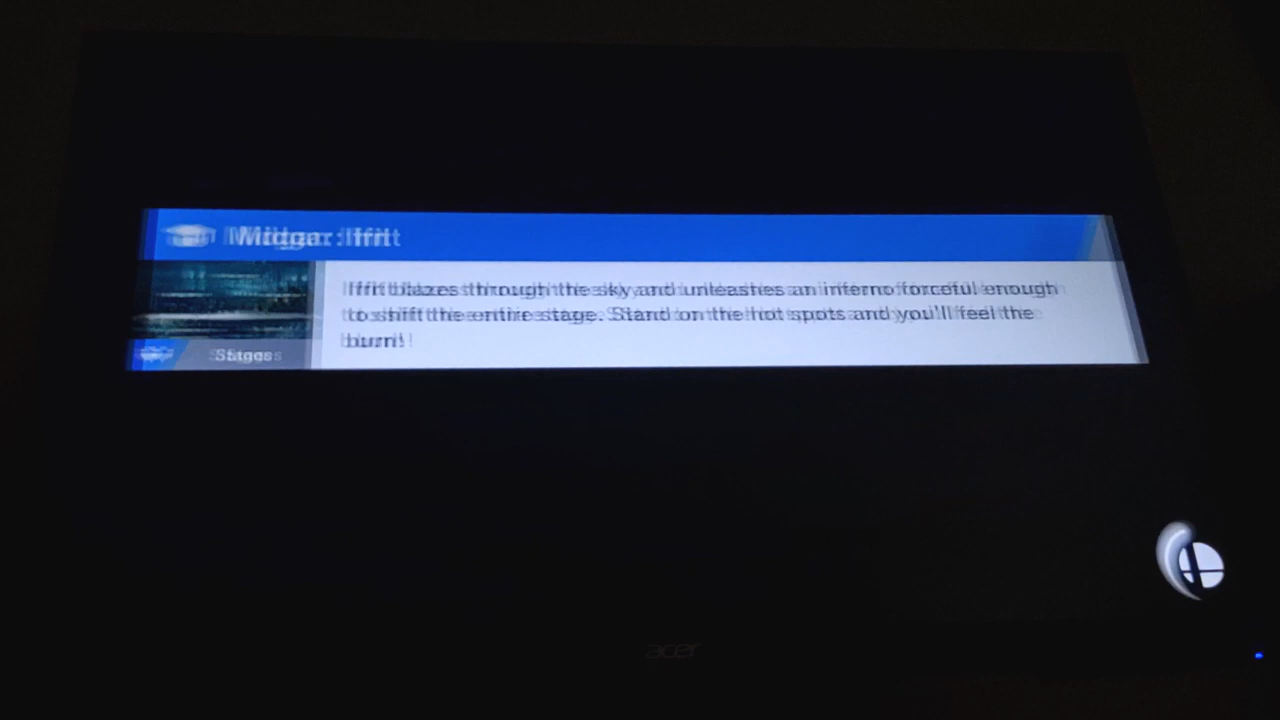 Midgar: Ifrit
Ifrit blazes through the sky and unleashes an inferno forceful enough
to shift the entire stage. Stand on the hot spots and you'll feel the
burn!
Stages
acer